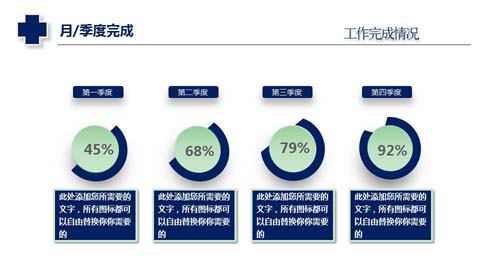 月/季度完成
工作完成情况
第一季度
第二季度
第三季度
第四季度
45%
68%
79%
92%
此处添加您所需要的
文字，所有图标都可
以自由替换你你需要
的
此处添加您所需要的
文字，所有图标都可
以自由替换你你需要
的
此处添加您所需要的
文字，所有图标都可
以自由替换你你需要
的
此处添加您所需要的
文字，所有图标都可
以自由替换你你需要
的